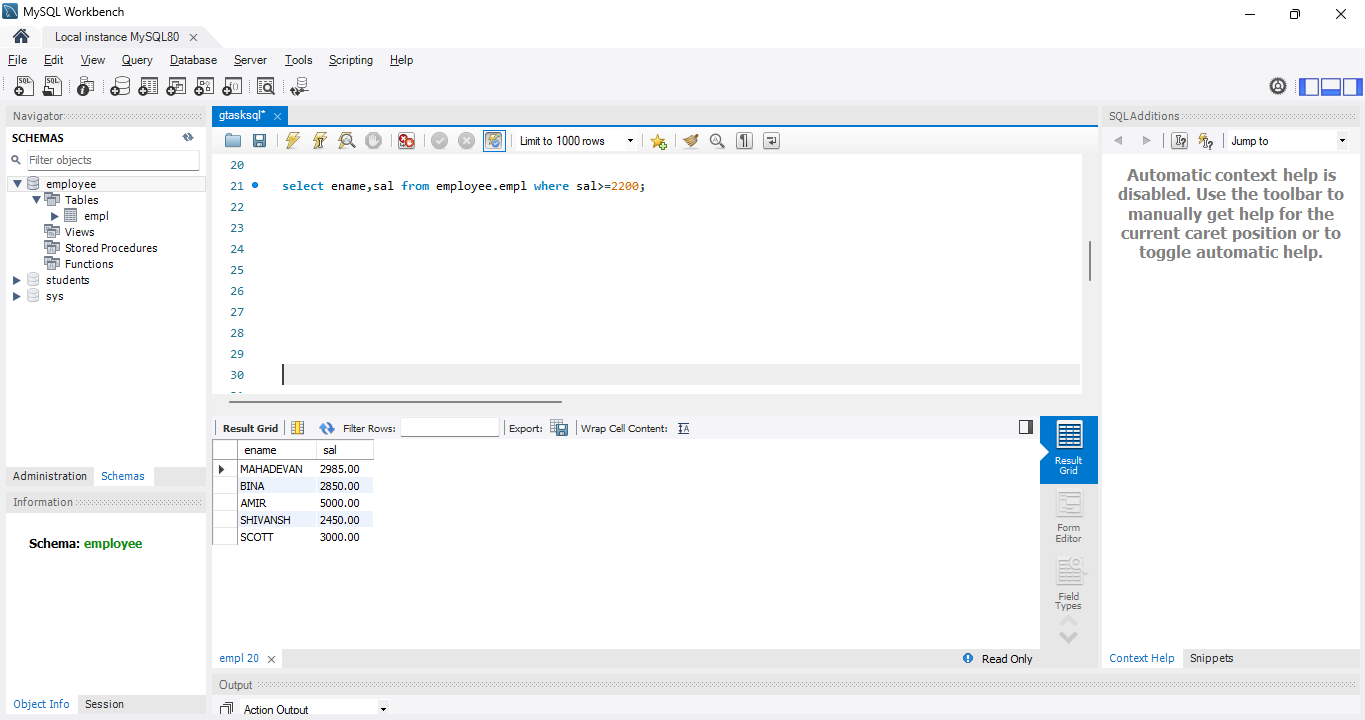 MySQL Workbench
Local instance MySQL80
File Edit View Query Database Server Tools Scripting Help
Navigator
SCHEMAS
Filter objects
employee
Tables
empl
Views
Stored Procedures
Functions
students
sys
Administration Schemas
Information
Schema: employee
Object Info Session
gtasksql*
Limit to 1000 rows
20
21 select ename,sal from employee.empl where sal>=2200;
22
23
24
25
26
27
28
29
30
Result Grid Filter Rows: Export: Wrap Cell Content:
ename sal
MAHADEVAN 2985.00
BINA 2850.00
AMIR 5000.00
SHIVANSH 2450.00
SCOTT 3000.00
Result
Grid
Form
Editor
Field
Types
empl 20
Read Only
Output
Action Output
SQLAdditions
Jump to
Automatic context help is
disabled. Use the toolbar to
manually get help for the
current caret position or to
toggle automatic help.
Context Help Snippets